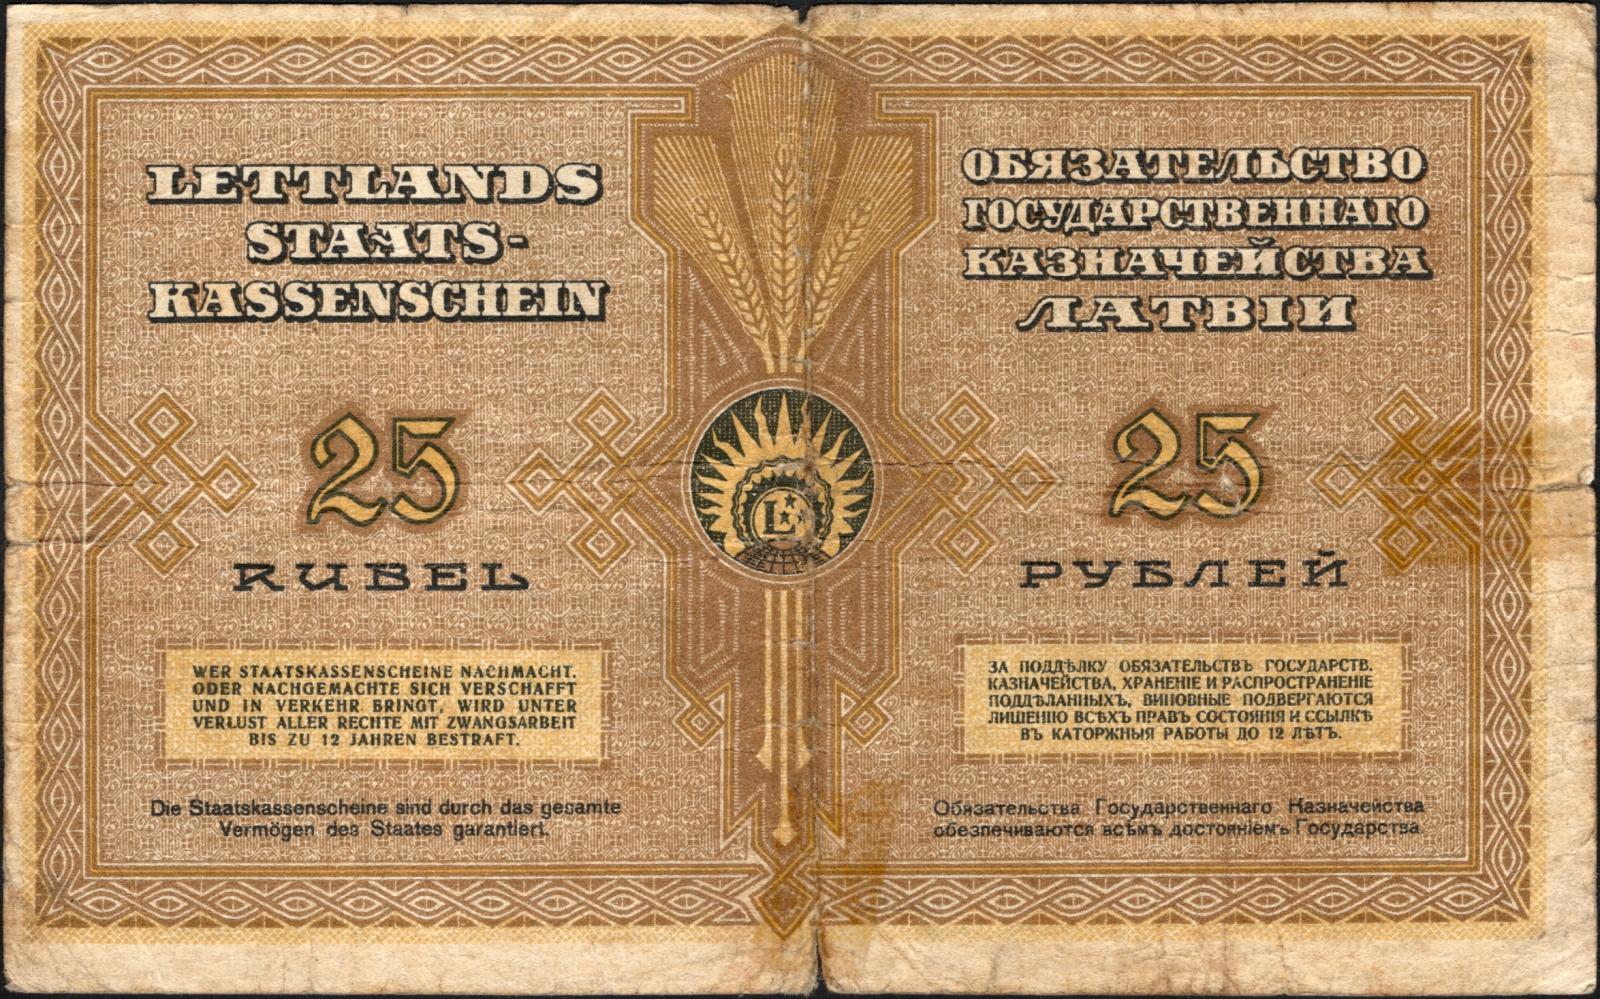 LETTLANDS
STAATS-
KASSENSCHEIN
25
RUBEL
WER STAATSKASSENSCHEINE NACHMACHT.
ODER NACHGEMACHTE SICH VERSCHAFFT
UND IN VERKEHR BRINGT, WIRD UNTER
VERLUST ALLER RECHTE MIT ZWANGSARBEIT
BIS ZU 12 JAHREN BESTRAFT.
Die Staatskassenscheine sind durch das gesamte
Vermögen des Staates garantiert.
L
ОБЯЗАТЕЛЬСТВО
ГОСУДАРСТВЕННАГО
КАЗНАЧЕЙСТВА
ЛАТВІИ
25
РУБЛЕЙ
ЗА ПОДДѢЛКУ ОБЯЗАТЕЛЬСТВЪ ГОСУДАРСТВ.
КАЗНАЧЕЙСТВА, ХРАНЕНІЕ И РАСПРОСТРАНЕНІЕ
ПОДДѢЛАННЫХЪ, ВИНОВНЫЕ ПОДВЕРГАЮТСЯ
ЛИШЕНІЮ ВСѢХЪ ПРАВЪ СОСТОЯНІЯ И ССЫЛКѢ
ВЪ КАТОРЖНЫЯ РАБОТЫ ДО 12 ЛѢТЪ.
Обязательства Государственнаго Казначейства
обезпечиваются всѣмъ достояніемъ Государства.